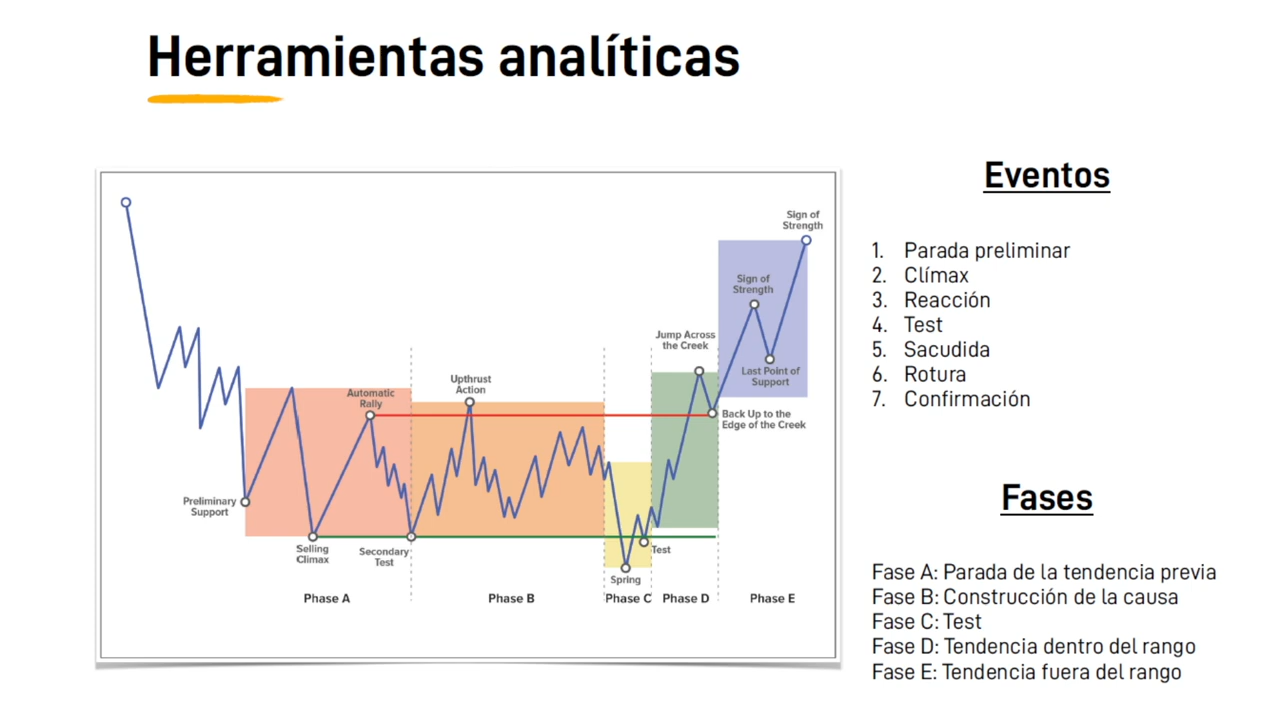 Herramientas analíticas
Sign of
Strength
Sign of
Strength
Jump Across
the Creek
Last Point of
Support
Upthrust
Action
Automatic
Rally
Back Up to the
Edge of the Creek
Preliminary
Support
Selling
Climax
Secondary
Test
Test
Spring
Phase A
Phase B
Phase C
Phase D
Phase E
Eventos
1. Parada preliminar
2. Clímax
3. Reacción
4. Test
5. Sacudida
6. Rotura
7. Confirmación
Fases
Fase A: Parada de la tendencia previa
Fase B: Construcción de la causa
Fase C: Test
Fase D: Tendencia dentro del rango
Fase E: Tendencia fuera del rango